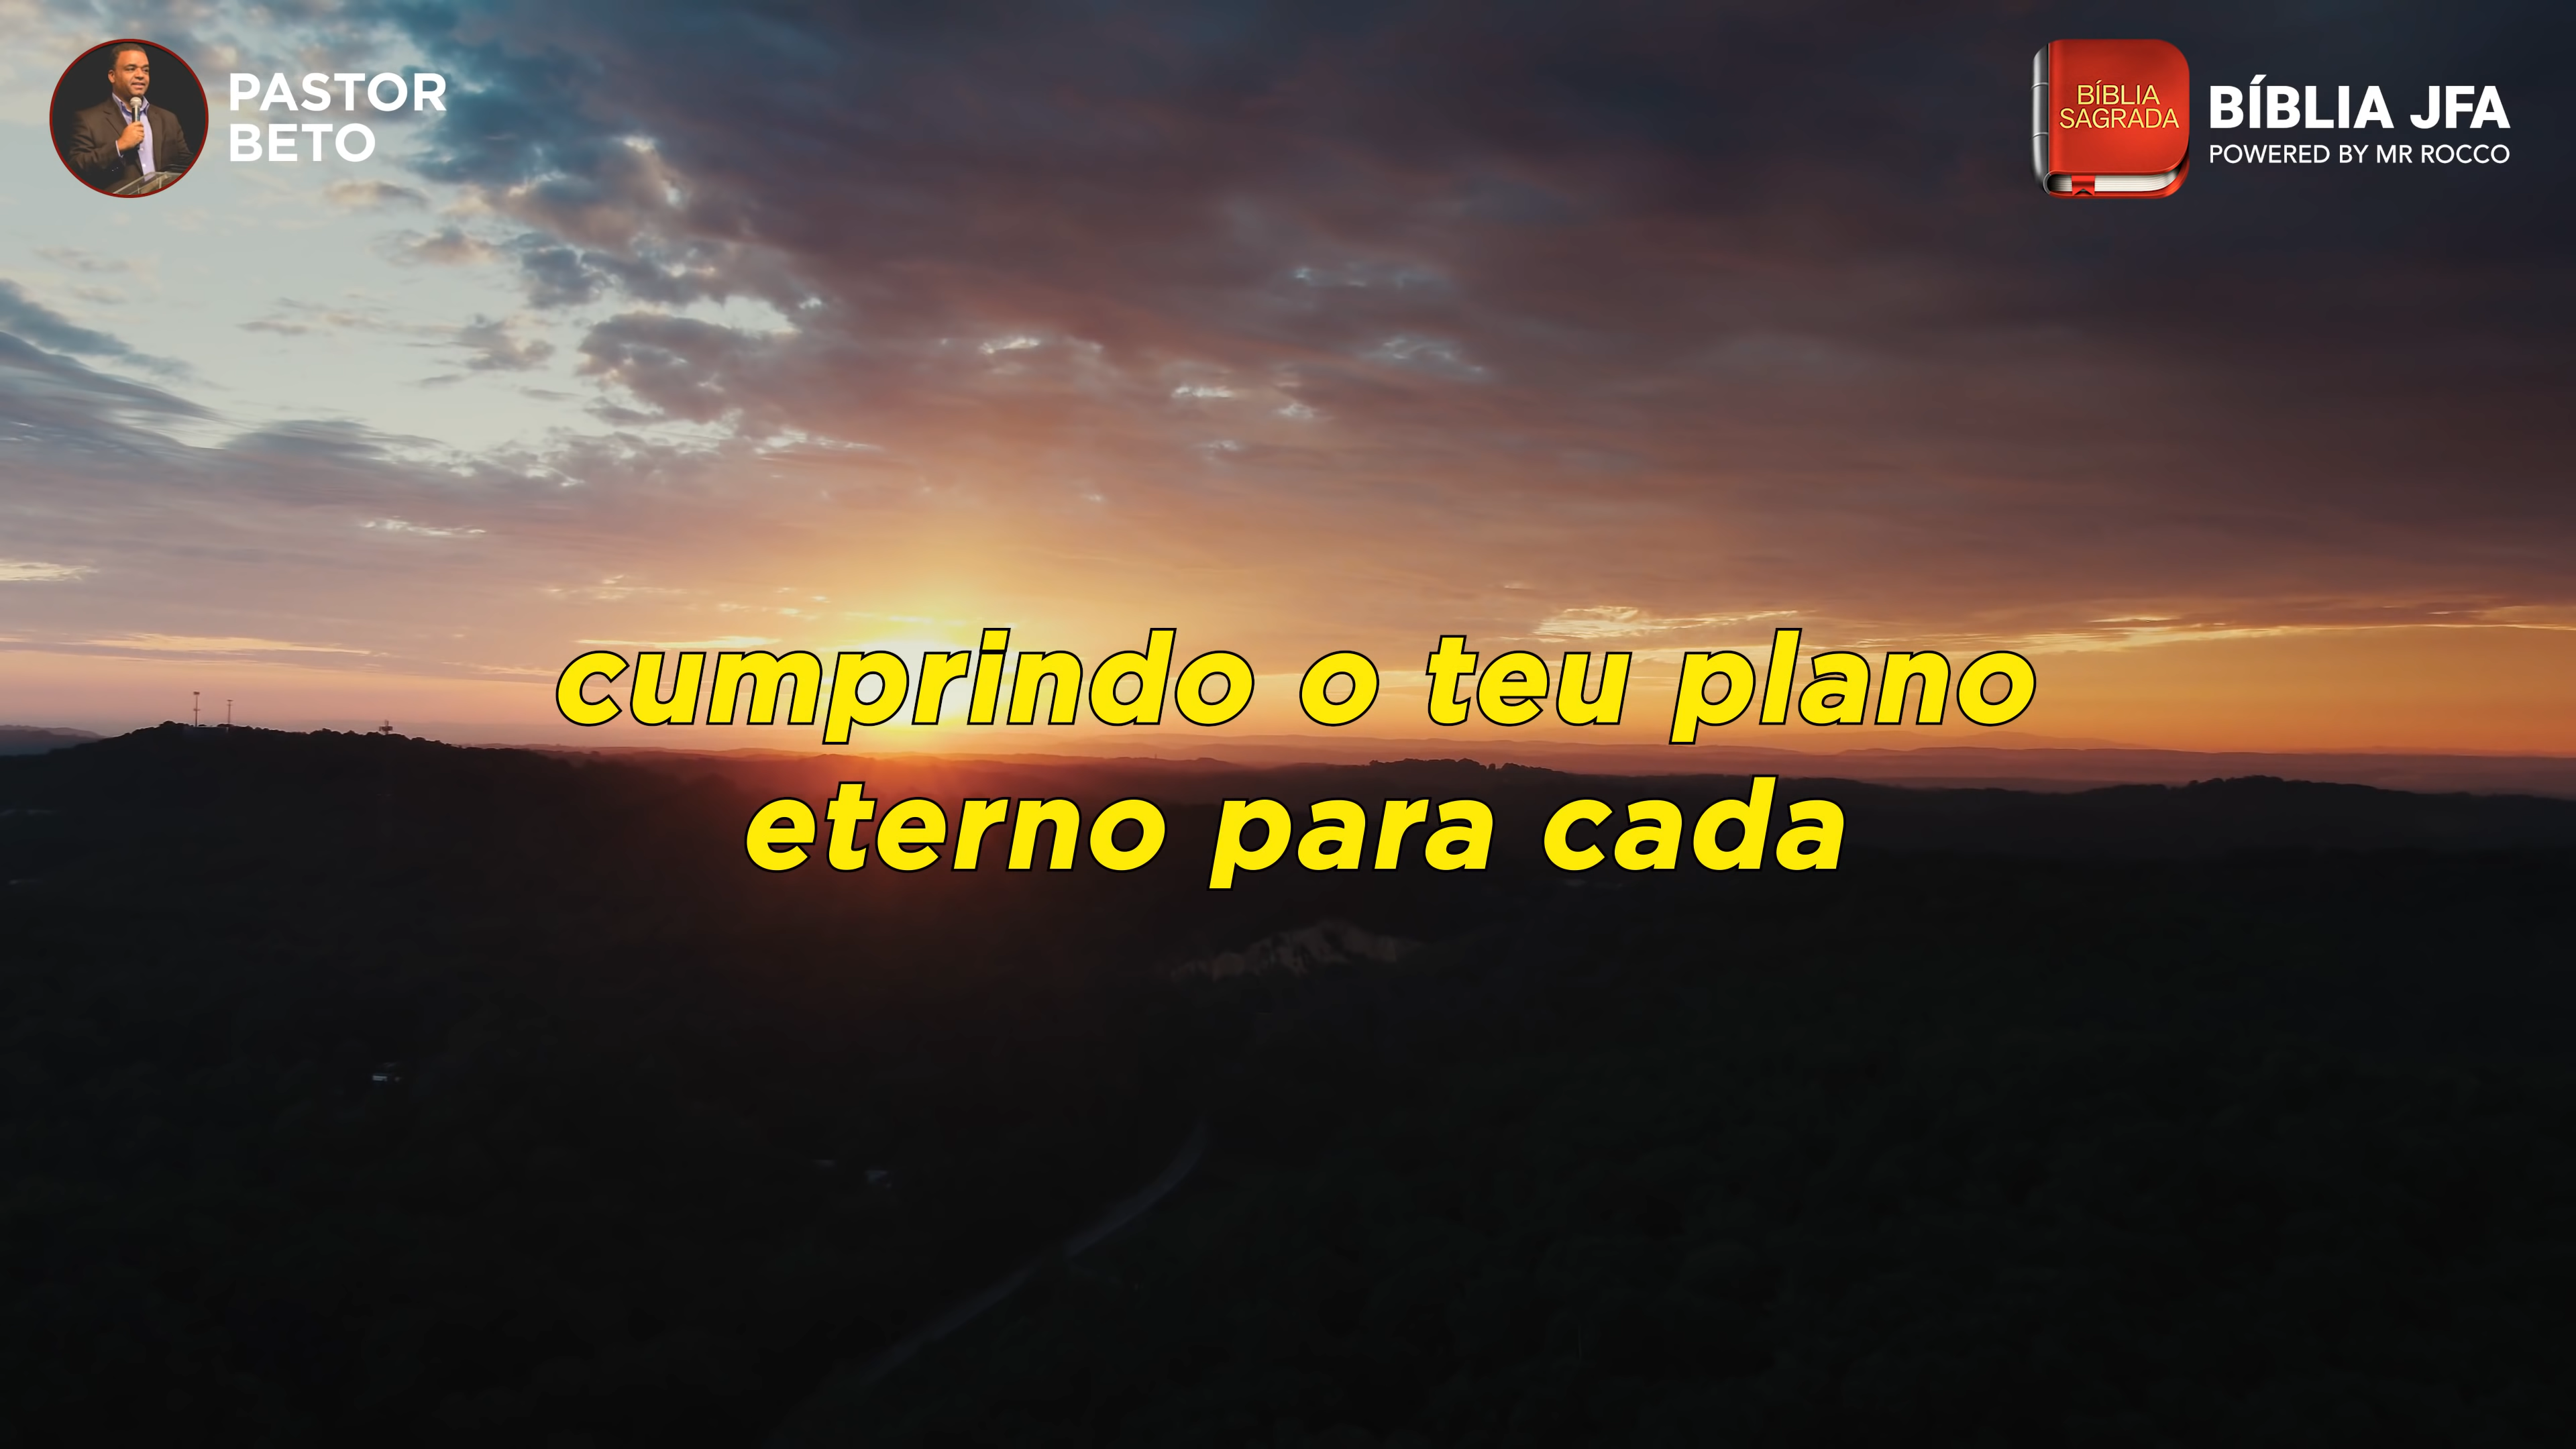 PASTOR
BETO
BÍBLIA
SAGRADA
BÍBLIA JFA
POWERED BY MR ROCCO
cumprindo o teu plano
eterno para cada